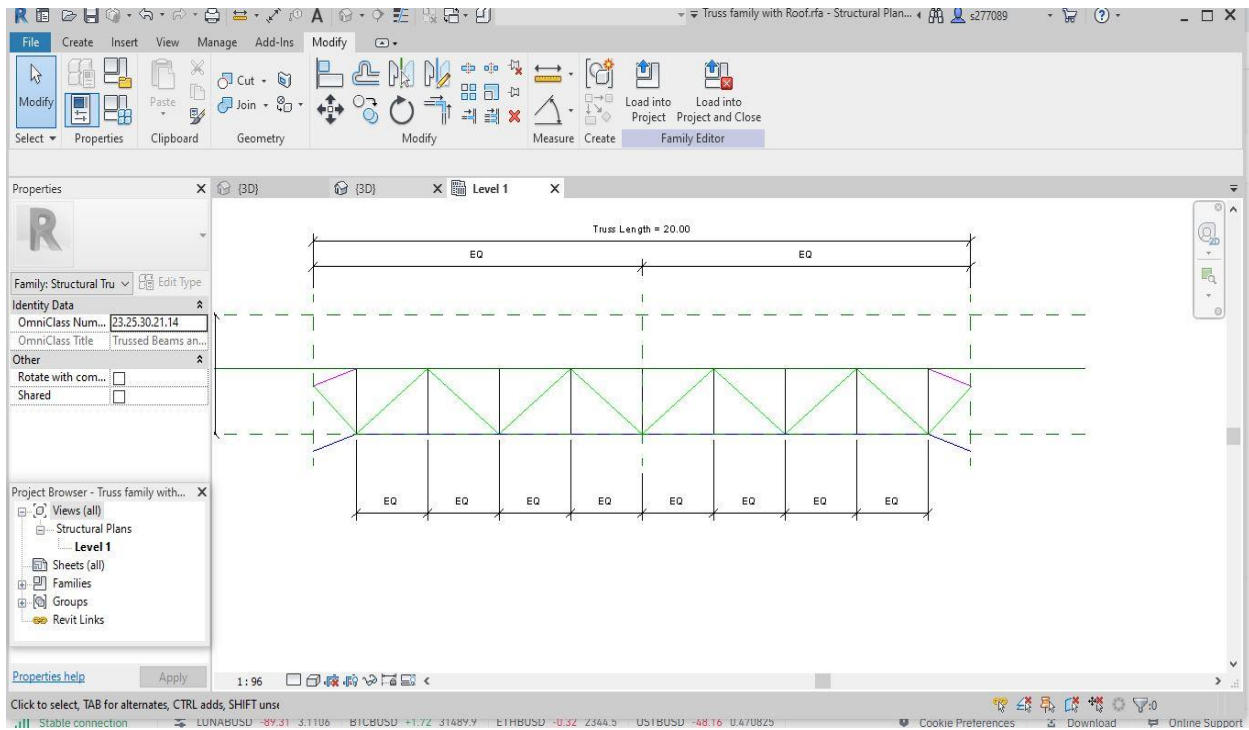 Truss family with Roof.rfa - Structural Plan...
s277089
File Create Insert View Manage Add-Ins Modify
Modify
Paste
Cut
Join
Load into Project
Load into Project and Close
Select Properties Clipboard Geometry Modify Measure Create Family Editor
Properties
{3D} {3D} Level 1
Family: Structural Tru
Edit Type
Identity Data
OmniClass Num... 23.25.30.21.14
OmniClass Title Trussed Beams an...
Other
Rotate with com...
Shared
Truss Length = 20.00
EQ EQ
EQ EQ EQ EQ EQ EQ EQ EQ
Project Browser - Truss family with...
Views (all)
Structural Plans
Level 1
Sheets (all)
Families
Groups
Revit Links
Properties help Apply
1 : 96
Click to select, TAB for alternates, CTRL adds, SHIFT unse
:0
Stable connection LUNABUSD -89.31 3.1106 BTCBUSD +1.72 31489.9 ETHBUSD -0.32 2344.5 USTBUSD -48.16 0.470825 Cookie Preferences Download Online Support